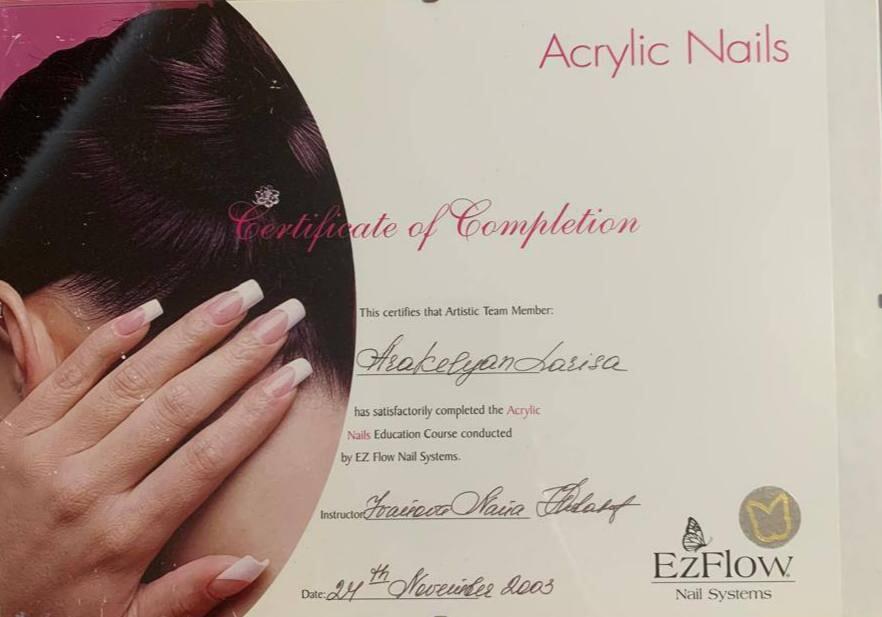 Acrylic Nails
Certificate of Completion
This certifies that Artistic Team Member:
Arakelyan Larisa
has satisfactorily completed the Acrylic
Nails Education Course conducted
by EZ Flow Nail Systems.
Instructor
Date: 24th November 2003
EzFlow
Nail Systems